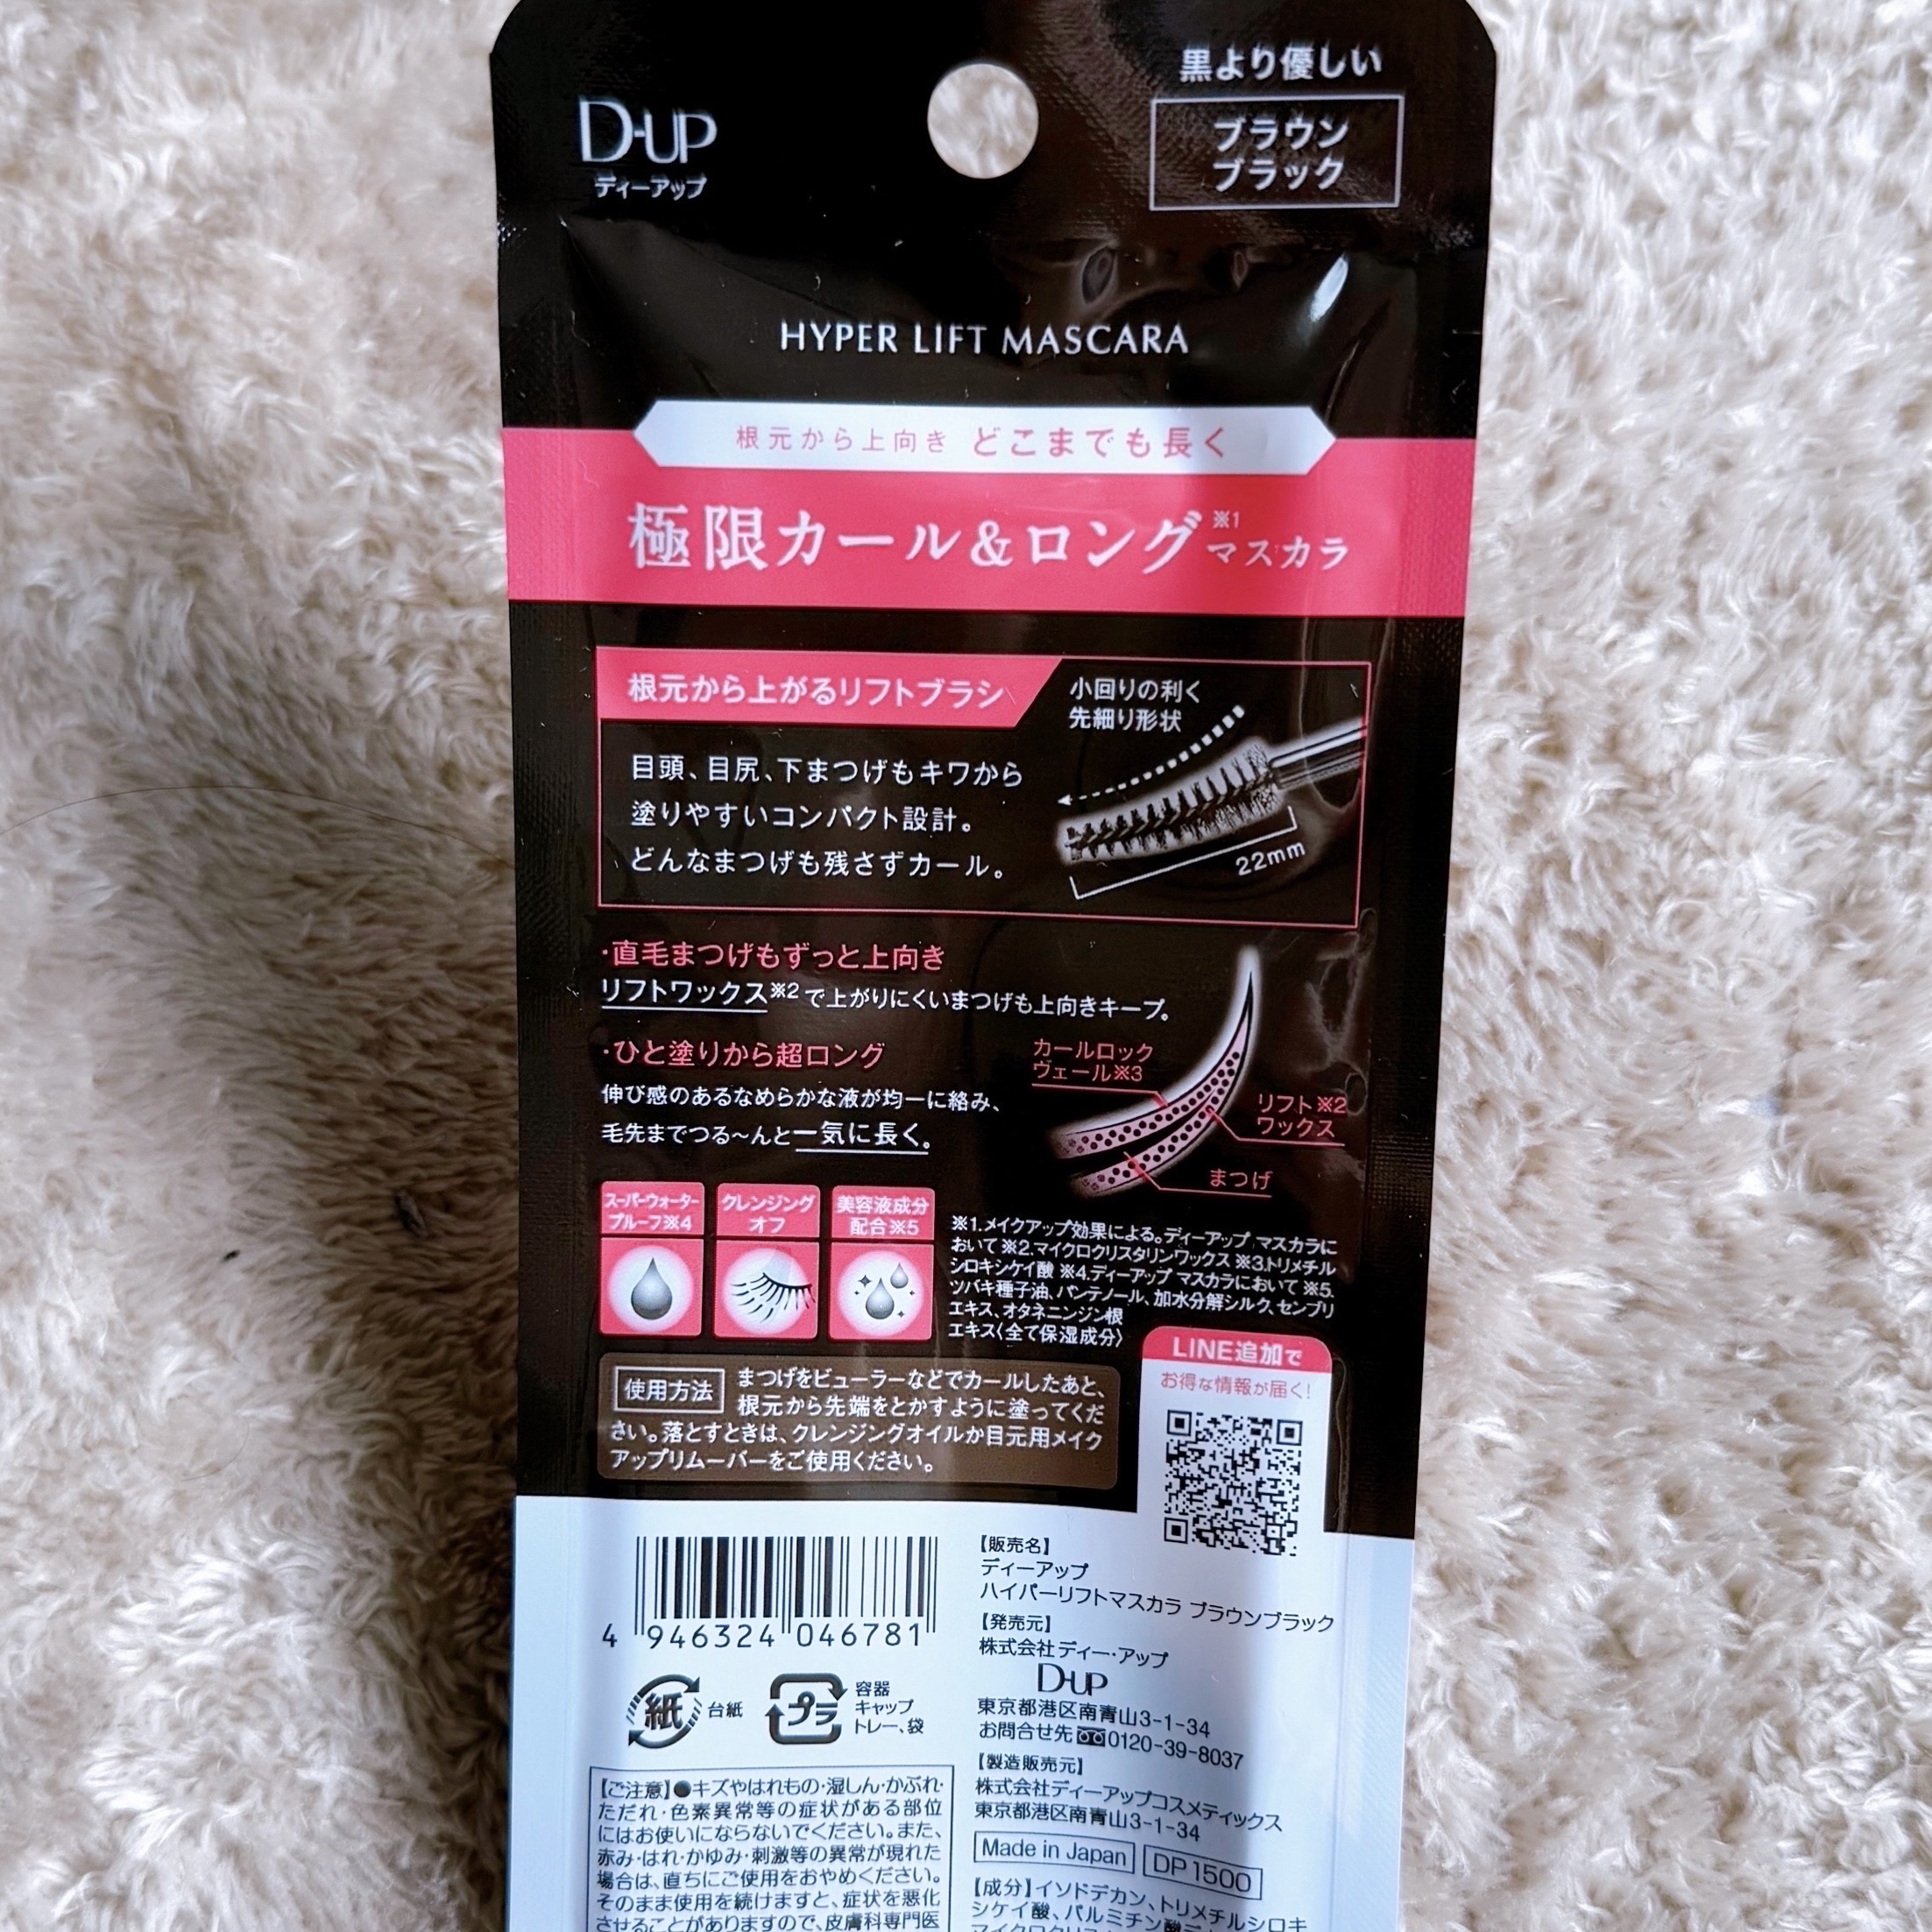 D-UP
ディーアップ
黒より優しい
ブラウン
ブラック
HYPER LIFT MASCARA
根元から上向き どこまでも長く
極限カール&ロング※1マスカラ
根元から上がるリフトブラシ
小回りの利く
先細り形状
目頭、目尻、下まつげもキワから
塗りやすいコンパクト設計。
どんなまつげも残さずカール。
22mm
・直毛まつげもずっと上向き
リフトワックス※2で上がりにくいまつげも上向きキープ。
・ひと塗りから超ロング
伸び感のあるなめらかな液が均一に絡み、
毛先までつる〜んと一気に長く。
カールロック
ヴェール※3
リフト※2
ワックス
まつげ
スーパーウォーター
プルーフ※4
クレンジング
オフ
美容液成分
配合※5
※1.メイクアップ効果による。ディーアップ マスカラに
おいて ※2.マイクロクリスタリンワックス ※3.トリメチル
シロキシケイ酸 ※4.ディーアップ マスカラにおいて ※5.
ツバキ種子油、パンテノール、加水分解シルク、センブリ
エキス、オタネニンジン根
エキス〈全て保湿成分〉
使用方法
まつげをビューラーなどでカールしたあと、
根元から先端をとかすように塗ってくだ
さい。落とすときは、クレンジングオイルか目元用メイク
アップリムーバーをご使用ください。
LINE追加で
お得な情報が届く!
4 946324 046781
紙 台紙
プラ
容器
キャップ
トレー、袋
【販売名】
ディーアップ
ハイパーリフトマスカラ ブラウンブラック
【発売元】
株式会社ディー・アップ
D-UP
東京都港区南青山3-1-34
お問合せ先 0120-39-8037
【製造販売元】
株式会社ディーアップコスメティックス
東京都港区南青山3-1-34
Made in Japan
DP1500
【成分】イソドデカン、トリメチルシロキ
シケイ酸、パルミチン酸
【ご注意】●キズやはれもの・湿しん・かぶれ・
ただれ・色素異常等の症状がある部位
にはお使いにならないでください。また、
赤み・はれ・かゆみ・刺激等の異常が現れた
場合は、直ちにご使用をおやめください。
そのまま使用を続けますと、症状を悪化
させることがありますので、皮膚科専門医